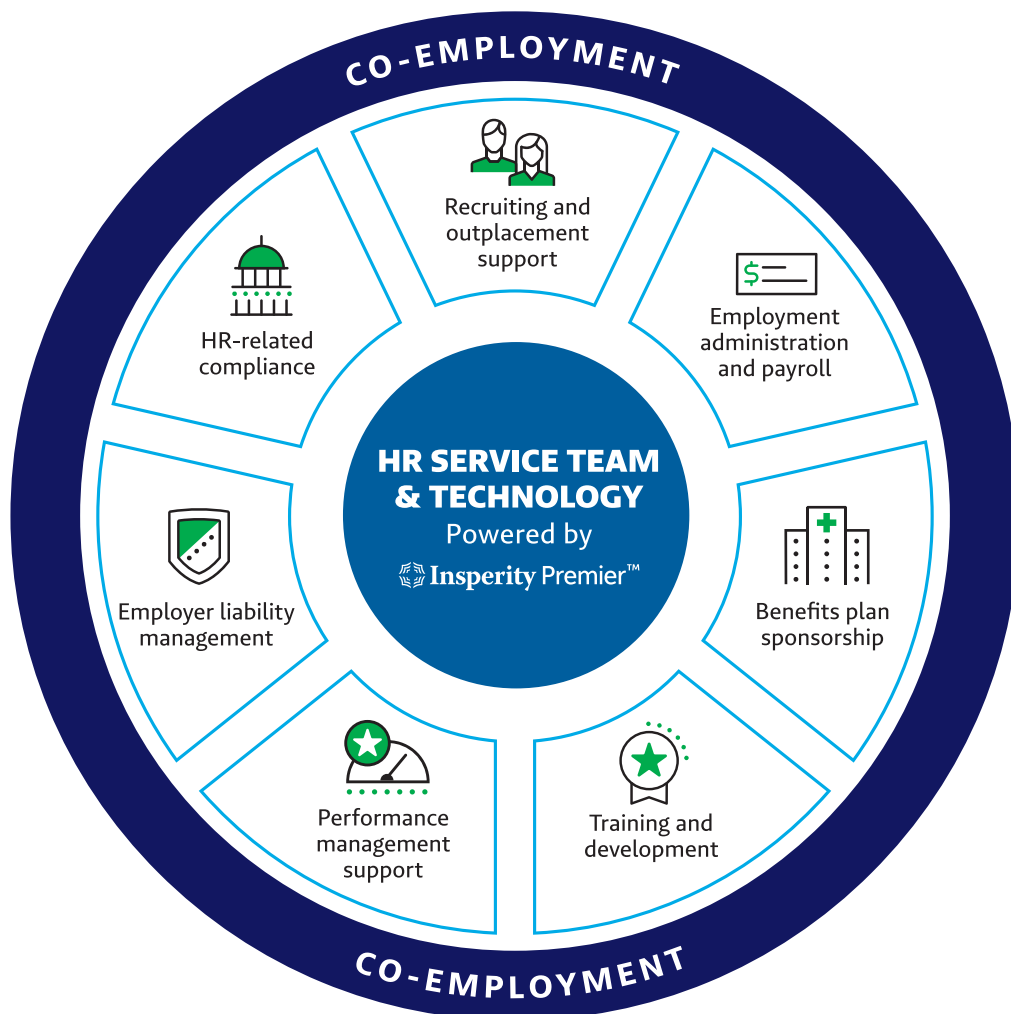 CO-EMPLOYMENT
Recruiting and
outplacement
support
$
Employment
administration
and payroll
Benefits plan
sponsorship
Training and
development
Performance
management
support
Employer liability
management
HR-related
compliance
HR SERVICE TEAM
& TECHNOLOGY
Powered by
Insperity Premier™
CO-EMPLOYMENT